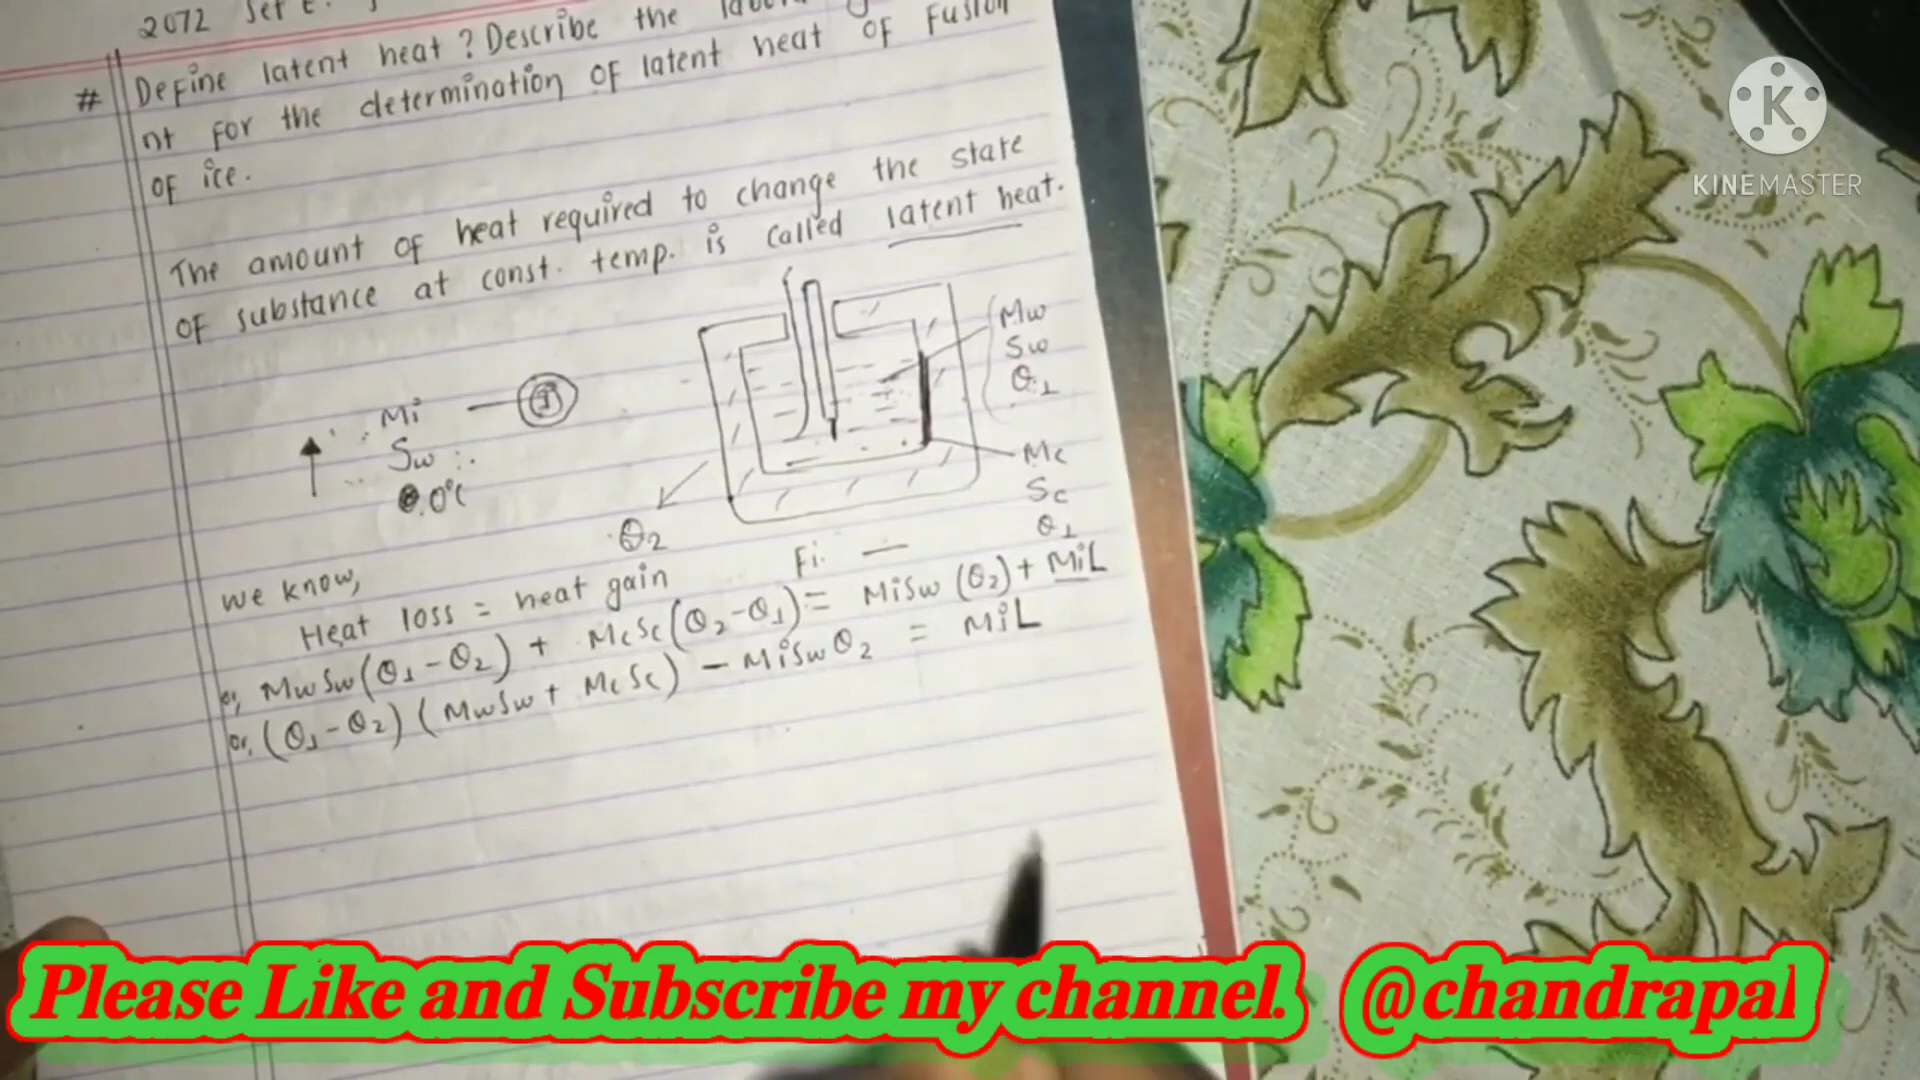 2072 Set E.
# Define latent heat ? Describe the
nt for the determination of latent heat of fusion
of ice.
The amount of heat required to change the state
of substance at const. temp. is called latent heat.
Mw
Sw
θ1
Mi
Sw
0°C
Mc
Sc
θ1
θ2
Fi. —
we know,
Heat loss = heat gain
or, MwSw(θ1-θ2) + McSc(θ2-θ1) = MiSw(θ2) + MiL
or, (θ1-θ2) (MwSw + McSc) - MiSwθ2 = MiL
K
KINEMASTER
Please Like and Subscribe my channel. @chandrapal